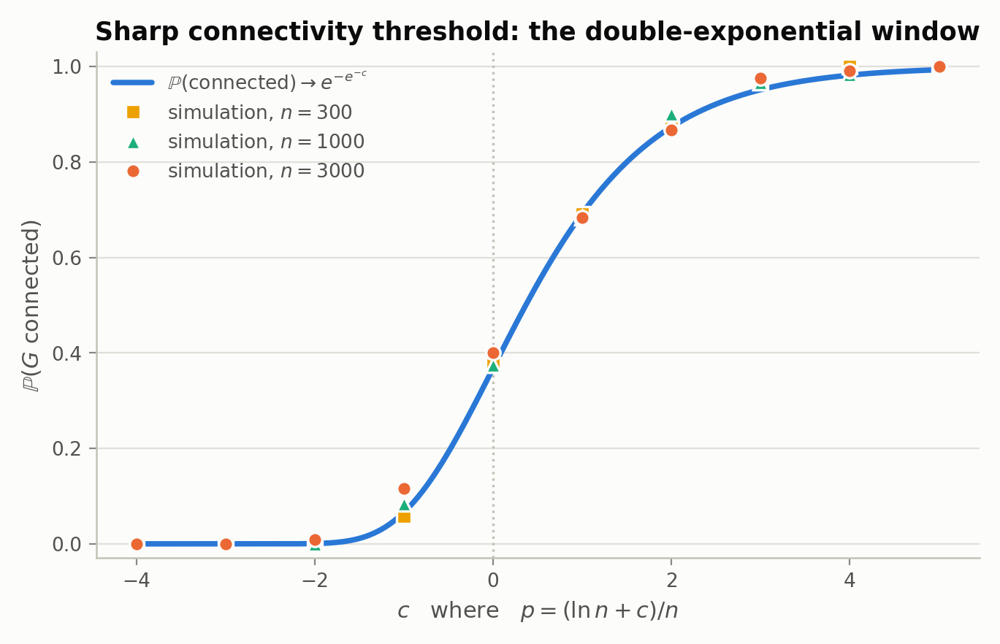 Sharp connectivity threshold: the double-exponential window
ℙ(connected) → e^{−e^{−c}}
simulation, n = 300
simulation, n = 1000
simulation, n = 3000
1.0
0.8
0.6
0.4
0.2
0.0
ℙ(G connected)
−4
−2
0
2
4
c where p = (ln n + c)/n